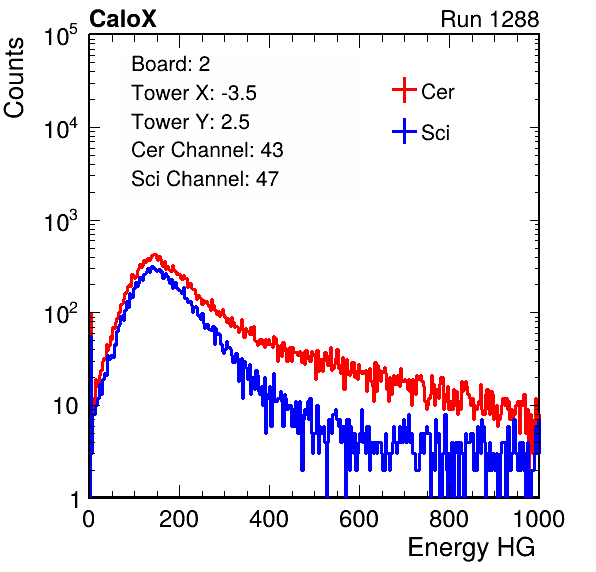 CaloX Run 1288
Counts
Board: 2
Tower X: -3.5
Tower Y: 2.5
Cer Channel: 43
Sci Channel: 47
Cer
Sci
10^5
10^4
10^3
10^2
10
1
0 200 400 600 800 1000
Energy HG